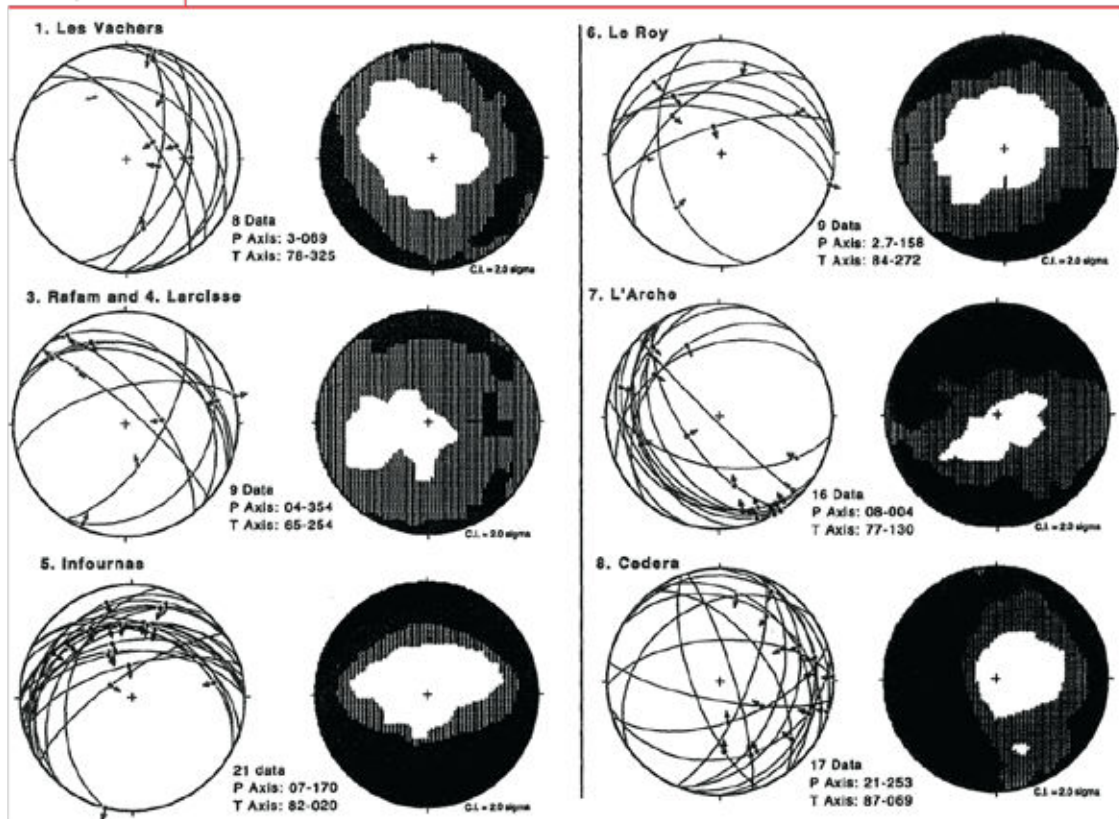 1. Les Vachers
8 Data
P Axis: 3-069
T Axis: 78-325
C.I. = 2.0 sigma
3. Rafam and 4. Larcisse
9 Data
P Axis: 04-354
T Axis: 65-254
C.I. = 2.0 sigma
5. Infournas
21 data
P Axis: 07-170
T Axis: 82-020
C.I. = 2.0 sigma
6. Le Roy
9 Data
P Axis: 2.7-158
T Axis: 84-272
C.I. = 2.0 sigma
7. L'Arche
16 Data
P Axis: 08-004
T Axis: 77-130
C.I. = 2.0 sigma
8. Cedera
17 Data
P Axis: 21-253
T Axis: 87-069
C.I. = 2.0 sigma